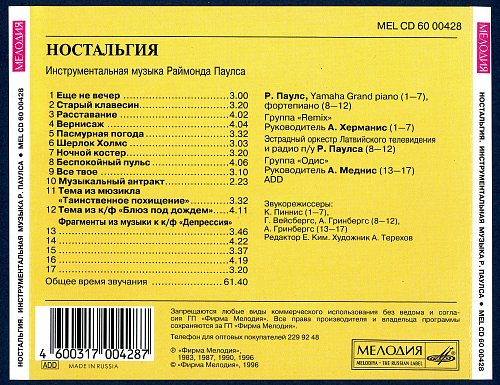 MEL CD 60 00428
НОСТАЛЬГИЯ
Инструментальная музыка Раймонда Паулса
1 Еще не вечер 3.00
2 Старый клавесин 3.32
3 Расставание 4.02
4 Вернисаж 4.04
5 Пасмурная погода 3.32
6 Шерлок Холмс 3.32
7 Ночной костер 3.20
8 Беспокойный пульс 4.06
9 Все твое 3.10
10 Музыкальный антракт 2.23
11 Тема из мюзикла
«Таинственное похищение» 3.32
12 Тема из к/ф «Блюз под дождем» 4.11
Фрагменты из музыки к к/ф «Депрессия»
13 3.46
14 4.22
15 3.37
16 4.19
17 3.20
Общее время звучания 61.40
Р. Паулс, Yamaha Grand piano (1–7),
фортепиано (8–12)
Группа «Remix»
Руководитель А. Херманис (1–7)
Эстрадный оркестр Латвийского телевидения
и радио п/у Р. Паулса (8–12)
Группа «Одис»
Руководитель А. Меднис (13–17)
ADD
Звукорежиссеры:
К. Пиннис (1–7),
Г. Вейсбергс, А. Гринбергс (8–12),
А. Гринбергс (13–17)
Редактор Е. Ким. Художник А. Терехов
Запрещаются любые виды коммерческого использования без ведома и согла-
сия ГП «Фирма Мелодия». Все права производителя и владельца программы
сохраняются за ГП «Фирма Мелодия».
Телефон для оптовых покупателей 229 92 48
℗ «Фирма Мелодия»,
1983, 1987, 1990, 1996
© «Фирма Мелодия», 1996
4 600317 004287
ADD
MADE IN RUSSIA
МЕЛОДИЯ
MELODIYA - THE RUSSIAN LABEL
МЕЛОДИЯ
НОСТАЛЬГИЯ. ИНСТРУМЕНТАЛЬНАЯ МУЗЫКА Р. ПАУЛСА ● MEL CD 60 00428
МЕЛОДИЯ
НОСТАЛЬГИЯ. ИНСТРУМЕНТАЛЬНАЯ МУЗЫКА Р. ПАУЛСА ● MEL CD 60 00428